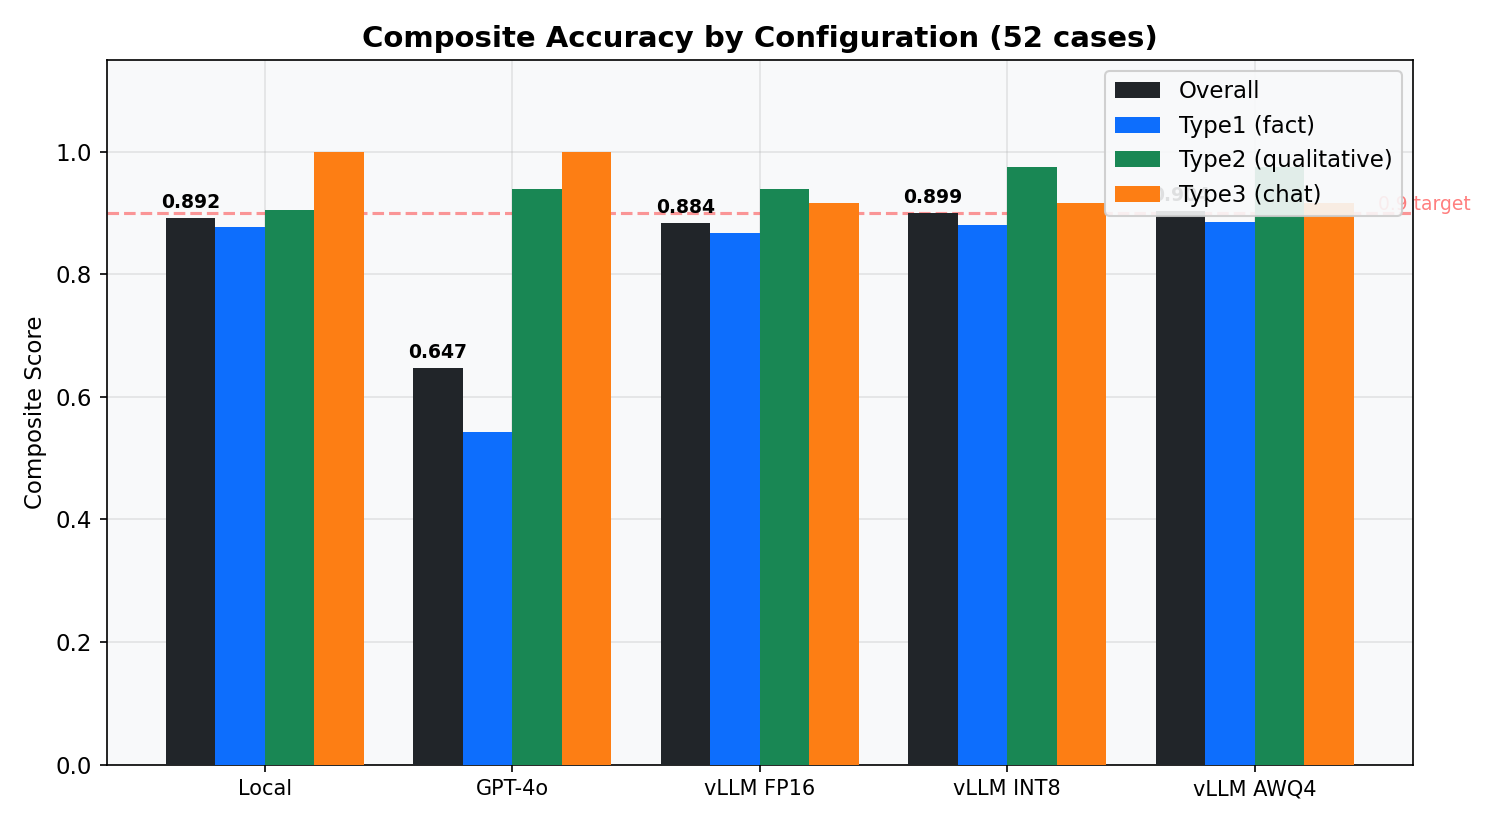 Composite Accuracy by Configuration (52 cases)
Overall
Type1 (fact)
Type2 (qualitative)
Type3 (chat)
1.0
0.8
0.6
0.4
0.2
0.0
Composite Score
0.892
0.647
0.884
0.899
0.9 target
Local
GPT-4o
vLLM FP16
vLLM INT8
vLLM AWQ4